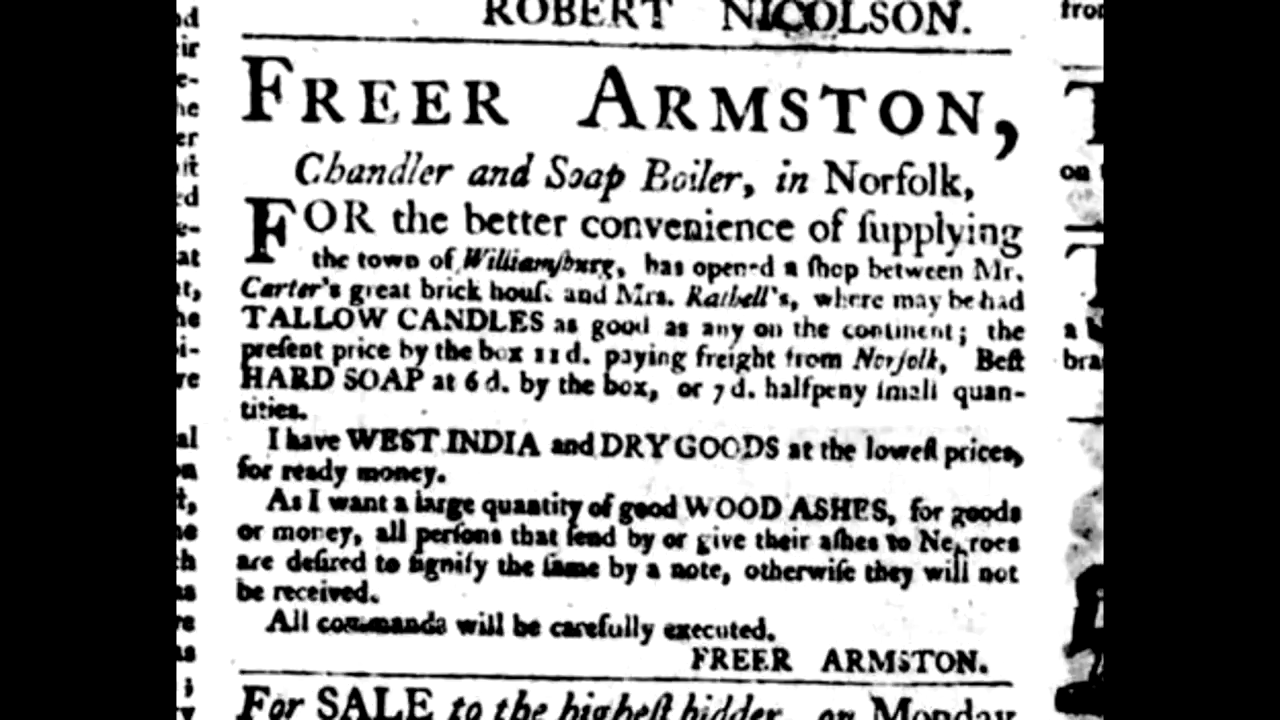 ROBERT NICOLSON.
FREER ARMSTON,
Chandler and Soap Boiler, in Norfolk,
FOR the better convenience of ſupplying
the town of Williamſburg, has opened a ſhop between Mr.
Carter's great brick houſe and Mrs. Rathell's, where may be had
TALLOW CANDLES as good as any on the continent; the
preſent price by the box 11 d. paying freight from Norfolk, Beſt
HARD SOAP at 6 d. by the box, or 7 d. halfpeny ſmall quan-
tities.
I have WEST INDIA and DRY GOODS at the loweſt prices,
for ready money.
As I want a large quantity of good WOOD ASHES, for goods
or money, all perſons that ſend by or give their aſhes to Negroes
are deſired to ſignify the ſame by a note, otherwiſe they will not
be received.
All commands will be carefully executed.
FREER ARMSTON.
For SALE to the higheſt bidder, on Monday